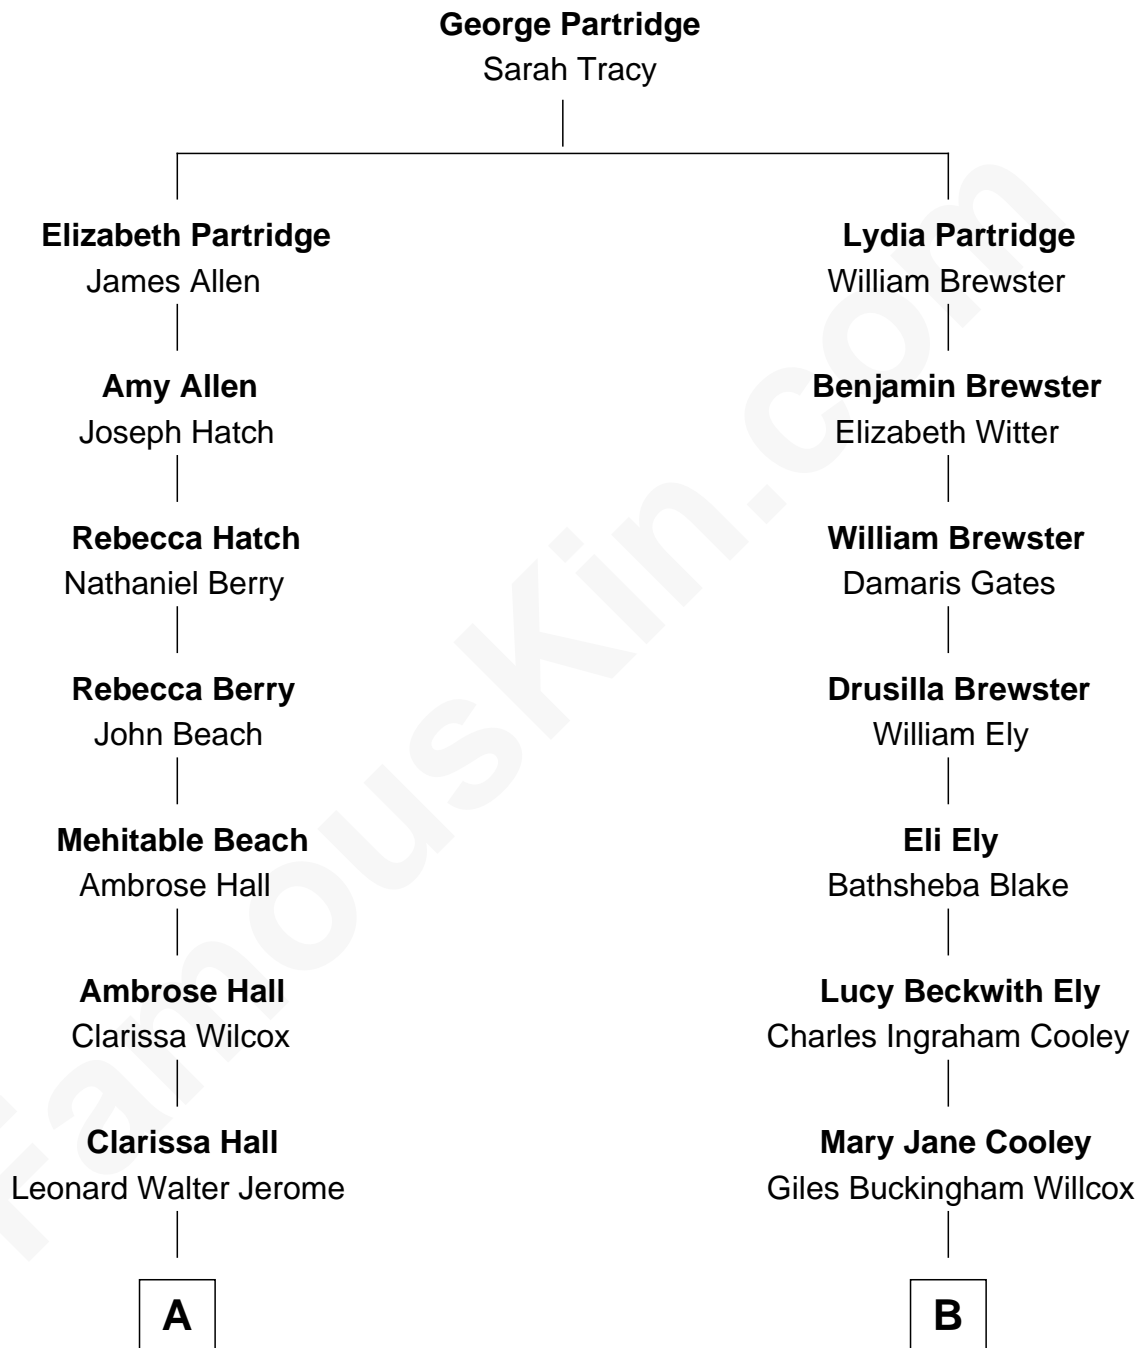 George Partridge
Sarah Tracy
Elizabeth Partridge
James Allen
Lydia Partridge
William Brewster
Amy Allen
Joseph Hatch
Benjamin Brewster
Elizabeth Witter
Rebecca Hatch
Nathaniel Berry
William Brewster
Damaris Gates
Rebecca Berry
John Beach
Drusilla Brewster
William Ely
Mehitable Beach
Ambrose Hall
Eli Ely
Bathsheba Blake
Ambrose Hall
Clarissa Wilcox
Lucy Beckwith Ely
Charles Ingraham Cooley
Clarissa Hall
Leonard Walter Jerome
Mary Jane Cooley
Giles Buckingham Willcox
A
B
FamousKin.com